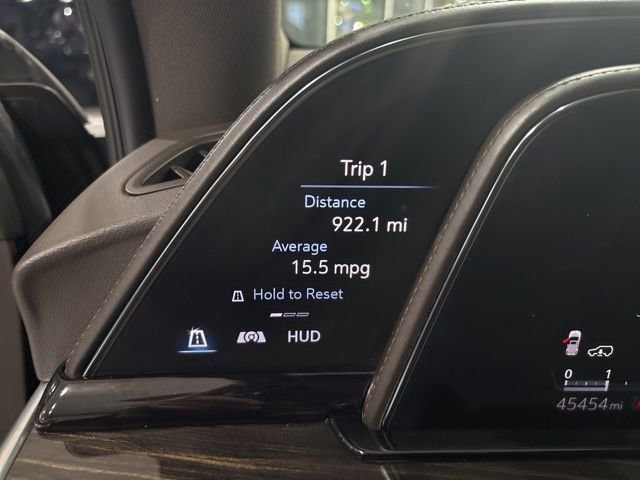 Trip 1
Distance
922.1 mi
Average
15.5 mpg
Hold to Reset
HUD
0 1
45454 mi